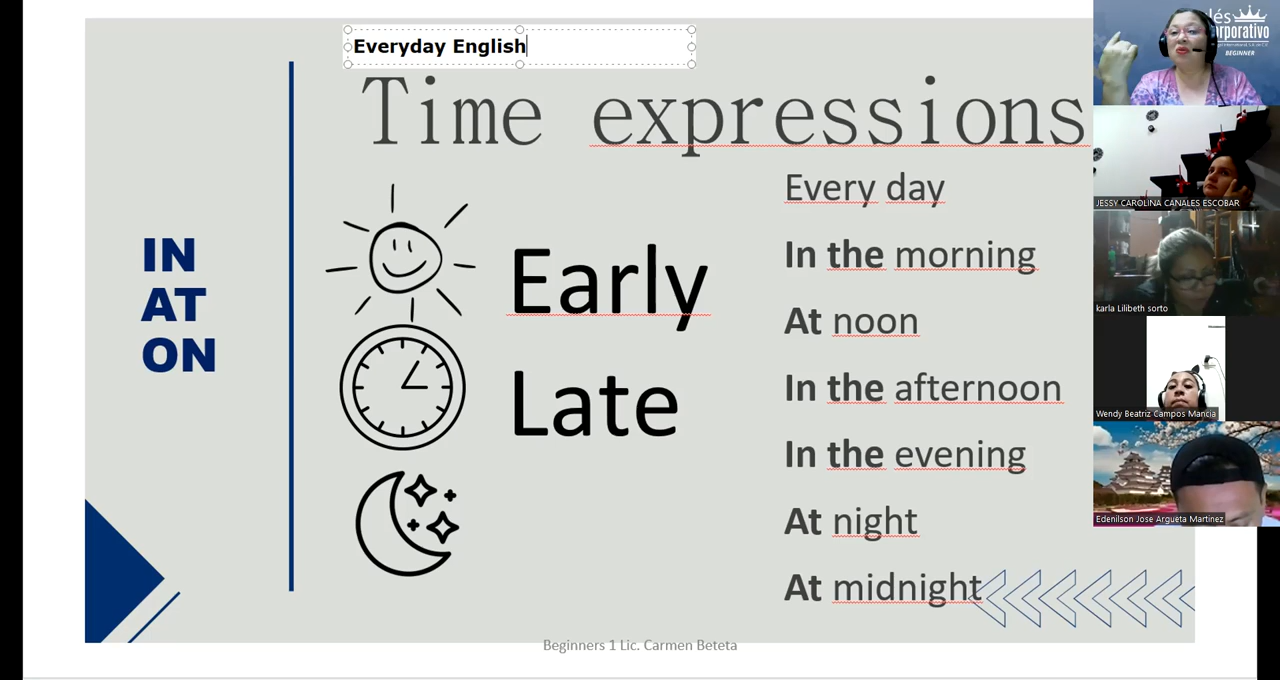 Everyday English
Time expressions
IN
AT
ON
Early
Late
Every day
In the morning
At noon
In the afternoon
In the evening
At night
At midnight
Beginners 1 Lic. Carmen Beteta
BEGINNER
JESSY CAROLINA CANALES ESCOBAR
karla Lilibeth sorto
Wendy Beatriz Campos Mancia
Edenilson Jose Argueta Martinez